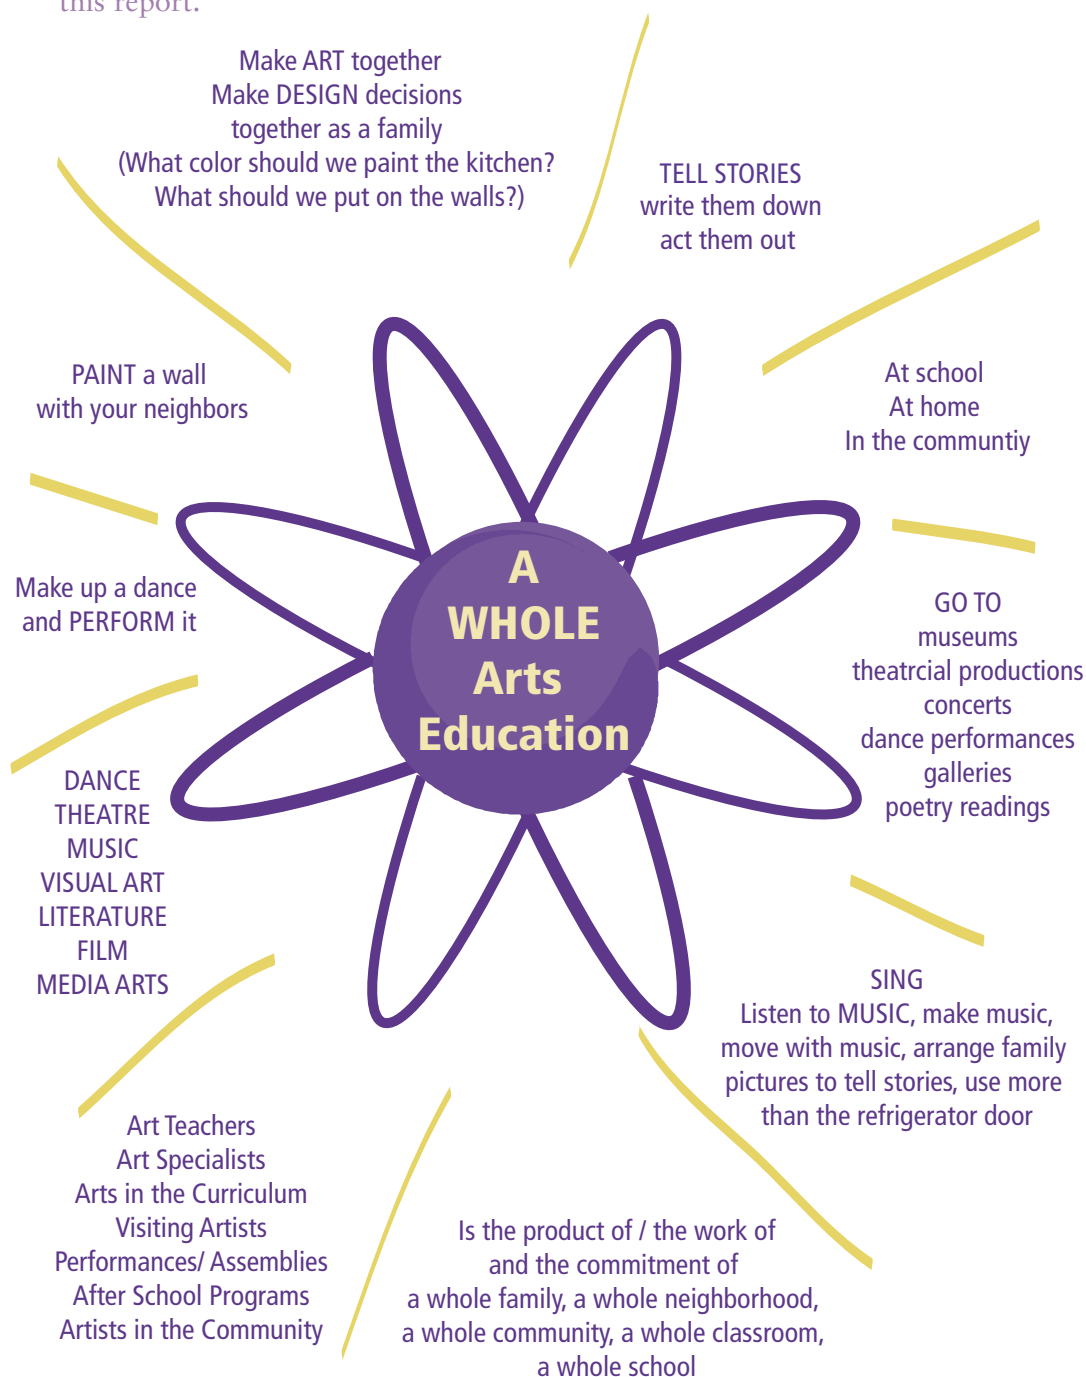 this report.
Make ART together
Make DESIGN decisions
together as a family
(What color should we paint the kitchen?
What should we put on the walls?)
TELL STORIES
write them down
act them out
At school
At home
In the communtiy
PAINT a wall
with your neighbors
Make up a dance
and PERFORM it
A
WHOLE
Arts
Education
GO TO
museums
theatrcial productions
concerts
dance performances
galleries
poetry readings
DANCE
THEATRE
MUSIC
VISUAL ART
LITERATURE
FILM
MEDIA ARTS
SING
Listen to MUSIC, make music,
move with music, arrange family
pictures to tell stories, use more
than the refrigerator door
Art Teachers
Art Specialists
Arts in the Curriculum
Visiting Artists
Performances/ Assemblies
After School Programs
Artists in the Community
Is the product of / the work of
and the commitment of
a whole family, a whole neighborhood,
a whole community, a whole classroom,
a whole school